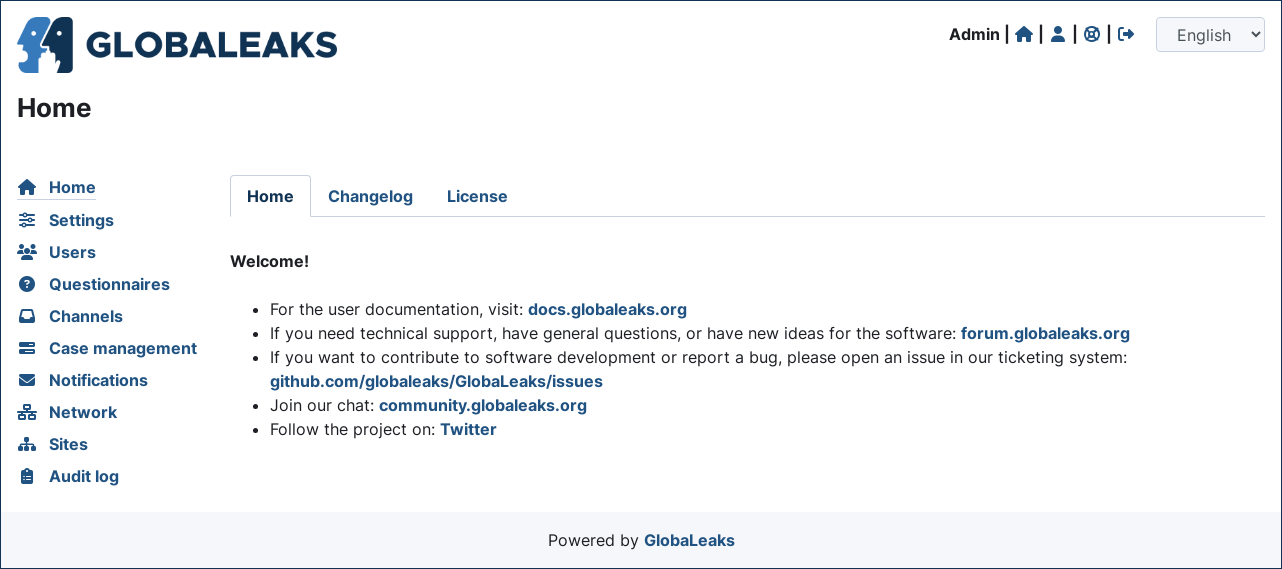 GLOBALEAKS
Admin | | | |
English
Home
Home
Settings
Users
Questionnaires
Channels
Case management
Notifications
Network
Sites
Audit log
Home Changelog License
Welcome!
• For the user documentation, visit: docs.globaleaks.org
• If you need technical support, have general questions, or have new ideas for the software: forum.globaleaks.org
• If you want to contribute to software development or report a bug, please open an issue in our ticketing system:
github.com/globaleaks/GlobaLeaks/issues
• Join our chat: community.globaleaks.org
• Follow the project on: Twitter
Powered by GlobaLeaks